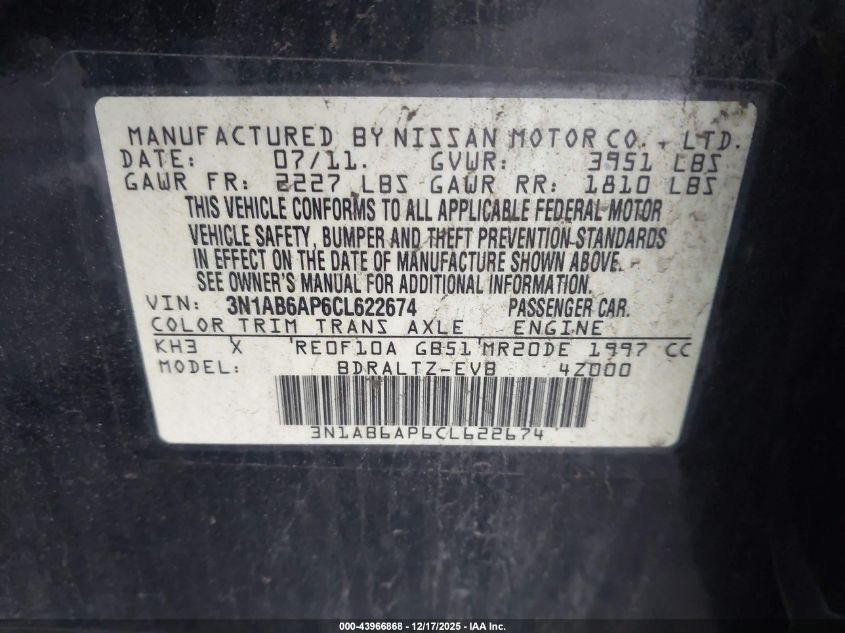 MANUFACTURED BY NISSAN MOTOR CO., LTD.
DATE: 07/11. GVWR: 3951 LBS
GAWR FR: 2227 LBS GAWR RR: 1810 LBS
THIS VEHICLE CONFORMS TO ALL APPLICABLE FEDERAL MOTOR
VEHICLE SAFETY, BUMPER AND THEFT PREVENTION STANDARDS
IN EFFECT ON THE DATE OF MANUFACTURE SHOWN ABOVE.
SEE OWNER'S MANUAL FOR ADDITIONAL INFORMATION.
VIN: 3N1AB6AP6CL622674 PASSENGER CAR.
COLOR TRIM TRANS AXLE ENGINE
KH3 X RE0F10A GB51 MR20DE 1997 CC
MODEL: BDRALTZ-EVB 4Z000
3N1AB6AP6CL622674
000-43966868 | 12/17/2025 - IAA Inc.